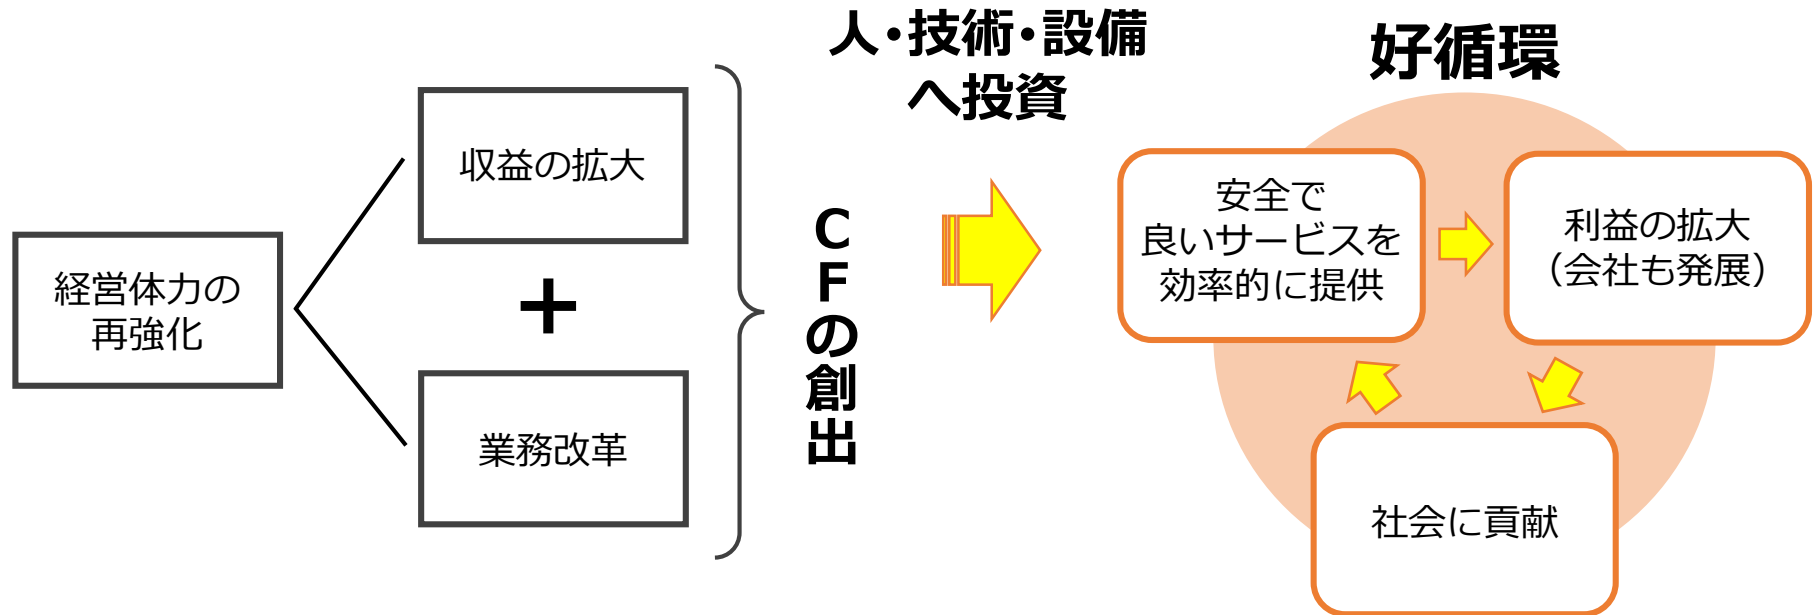 経営体力の
再強化
収益の拡大
+
業務改革
CFの創出
人・技術・設備
へ投資
好循環
安全で
良いサービスを
効率的に提供
利益の拡大
（会社も発展）
社会に貢献